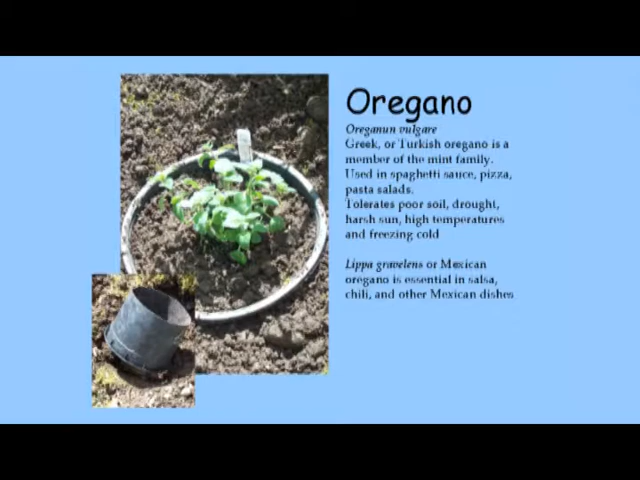 Oregano
Oreganun vulgare
Greek, or Turkish oregano is a
member of the mint family.
Used in spaghetti sauce, pizza,
pasta salads.
Tolerates poor soil, drought,
harsh sun, high temperatures
and freezing cold
Lippa gravelens or Mexican
oregano is essential in salsa,
chili, and other Mexican dishes